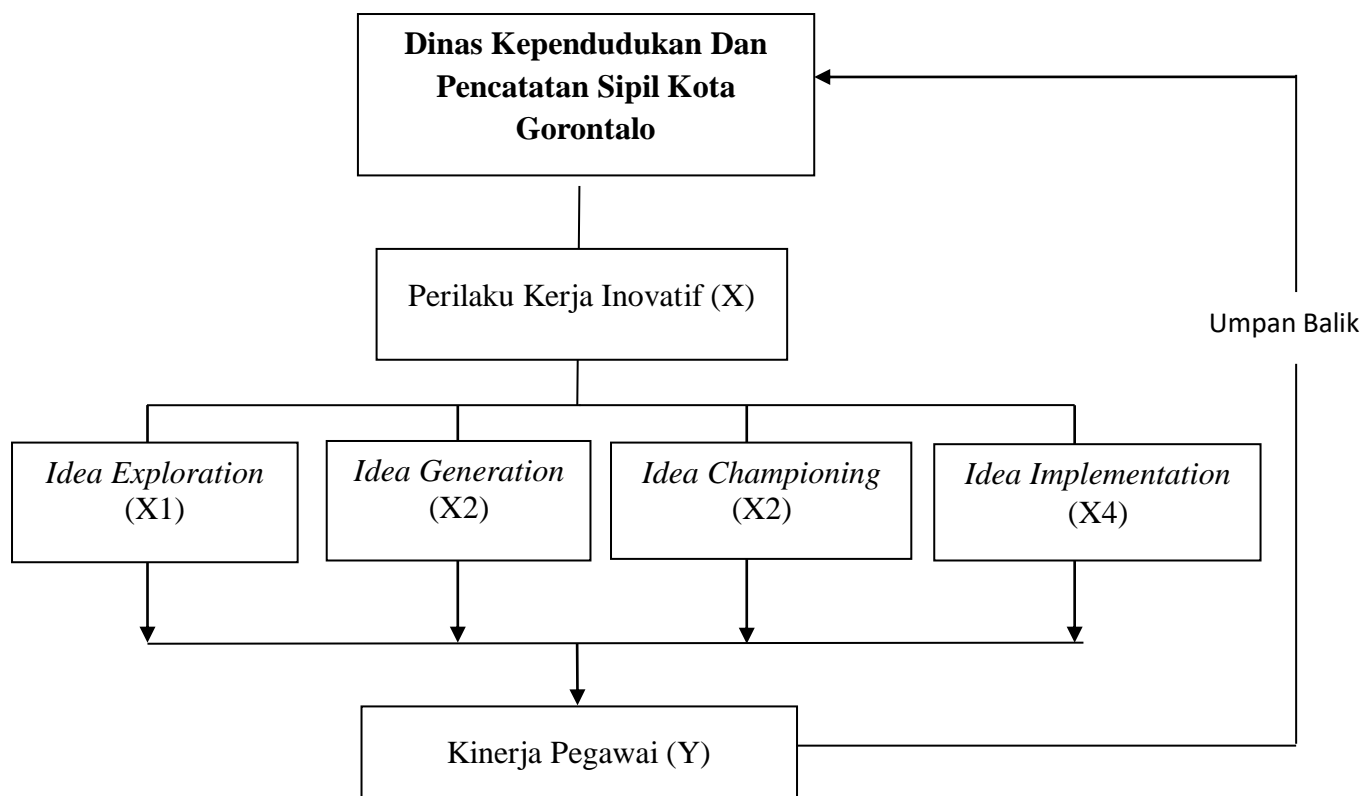 Dinas Kependudukan Dan
Pencatatan Sipil Kota
Gorontalo
Perilaku Kerja Inovatif (X)
Umpan Balik
Idea Exploration
(X1)
Idea Generation
(X2)
Idea Championing
(X2)
Idea Implementation
(X4)
Kinerja Pegawai (Y)